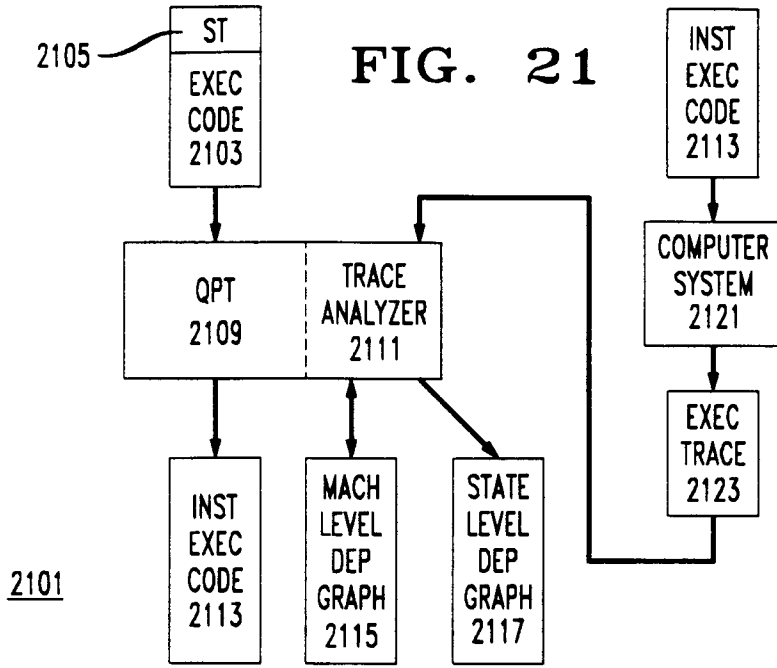 FIG. 21
2105
ST
EXEC
CODE
2103
INST
EXEC
CODE
2113
QPT
2109
TRACE
ANALYZER
2111
COMPUTER
SYSTEM
2121
EXEC
TRACE
2123
INST
EXEC
CODE
2113
MACH
LEVEL
DEP
GRAPH
2115
STATE
LEVEL
DEP
GRAPH
2117
2101